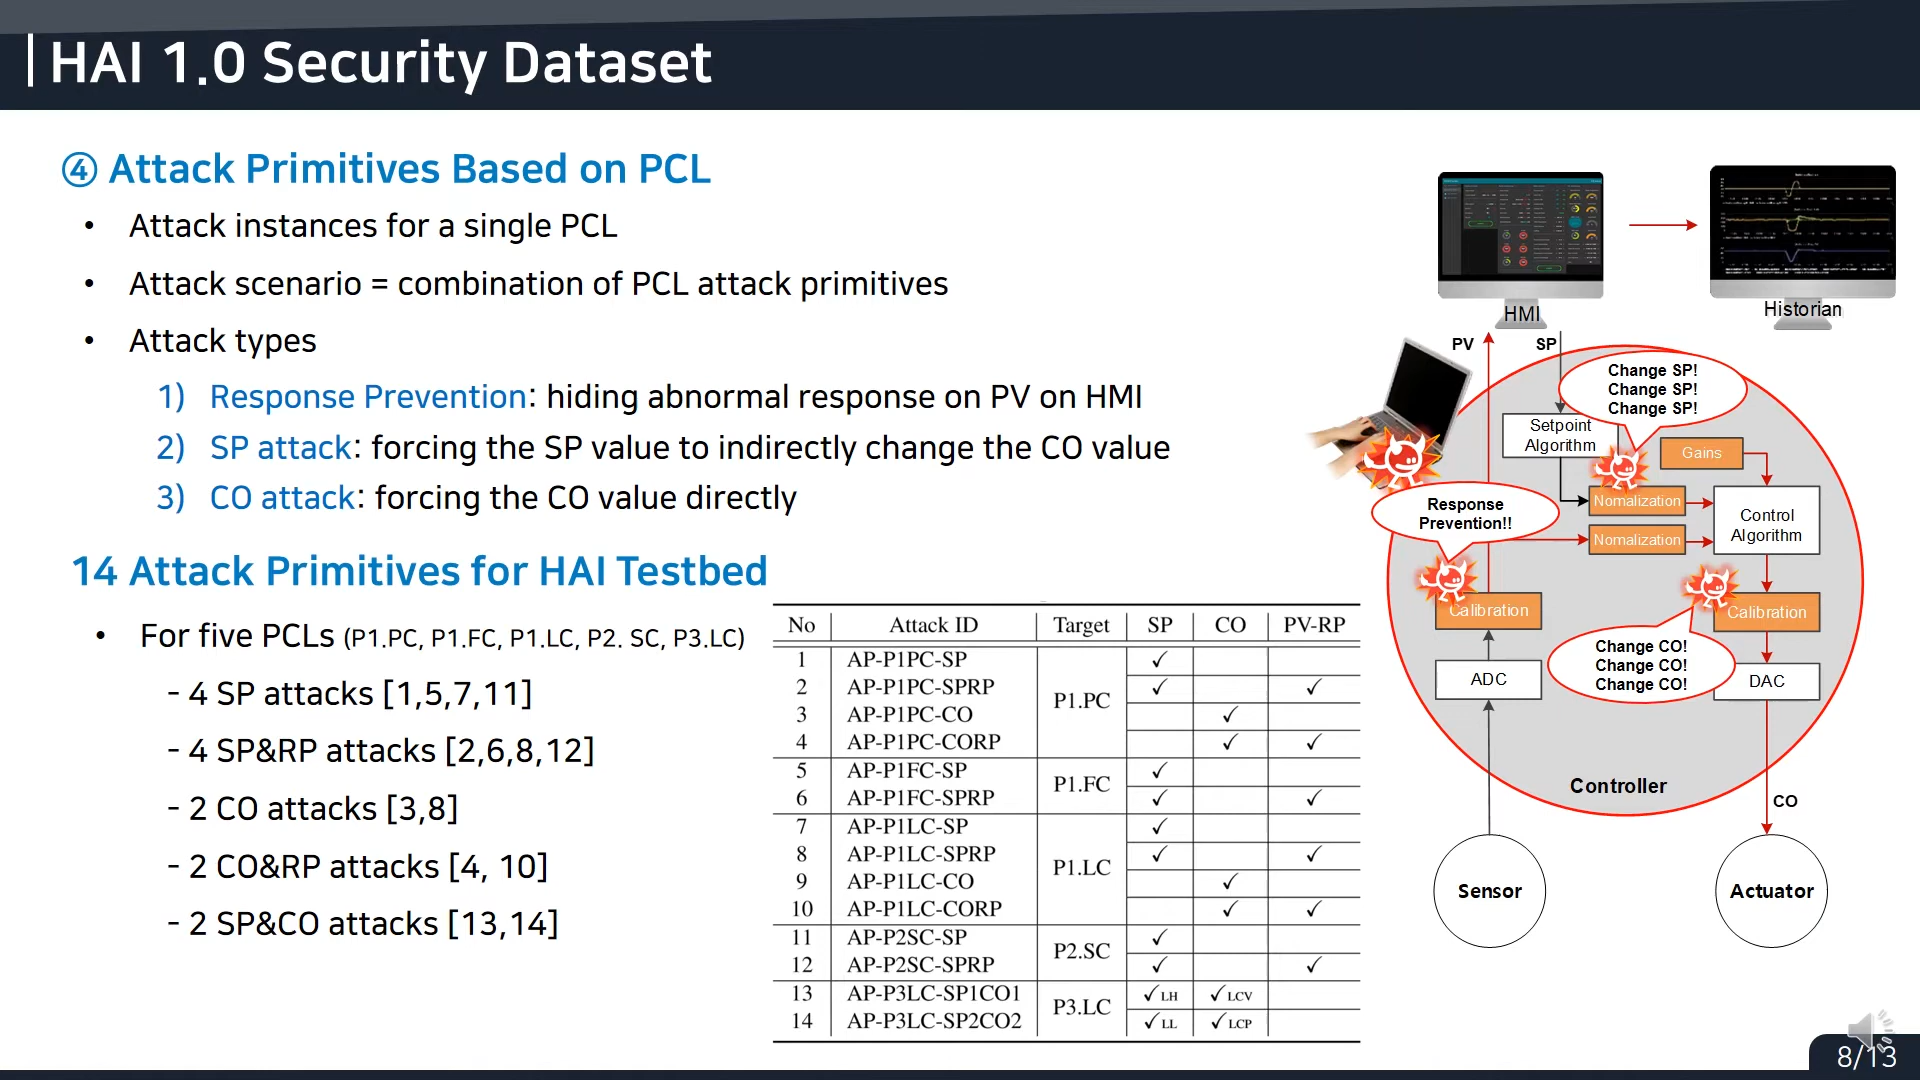 HAI 1.0 Security Dataset
④ Attack Primitives Based on PCL
• Attack instances for a single PCL
• Attack scenario = combination of PCL attack primitives
• Attack types
1) Response Prevention: hiding abnormal response on PV on HMI
2) SP attack: forcing the SP value to indirectly change the CO value
3) CO attack: forcing the CO value directly
14 Attack Primitives for HAI Testbed
• For five PCLs (P1.PC, P1.FC, P1.LC, P2. SC, P3.LC)
- 4 SP attacks [1,5,7,11]
- 4 SP&RP attacks [2,6,8,12]
- 2 CO attacks [3,8]
- 2 CO&RP attacks [4, 10]
- 2 SP&CO attacks [13,14]
No Attack ID Target SP CO PV-RP
1 AP-P1PC-SP ✓
2 AP-P1PC-SPRP ✓ ✓
P1.PC
3 AP-P1PC-CO ✓
4 AP-P1PC-CORP ✓ ✓
5 AP-P1FC-SP ✓
P1.FC
6 AP-P1FC-SPRP ✓ ✓
7 AP-P1LC-SP ✓
8 AP-P1LC-SPRP ✓ ✓
P1.LC
9 AP-P1LC-CO ✓
10 AP-P1LC-CORP ✓ ✓
11 AP-P2SC-SP ✓
P2.SC
12 AP-P2SC-SPRP ✓ ✓
13 AP-P3LC-SP1CO1 ✓LH ✓LCV
P3.LC
14 AP-P3LC-SP2CO2 ✓LL ✓LCP
HMI
Historian
PV
SP
Change SP!
Change SP!
Change SP!
Setpoint
Algorithm
Gains
Response
Prevention!!
Nomalization
Nomalization
Control
Algorithm
Calibration
Calibration
Change CO!
Change CO!
Change CO!
ADC
DAC
Controller
CO
Sensor
Actuator
8/13